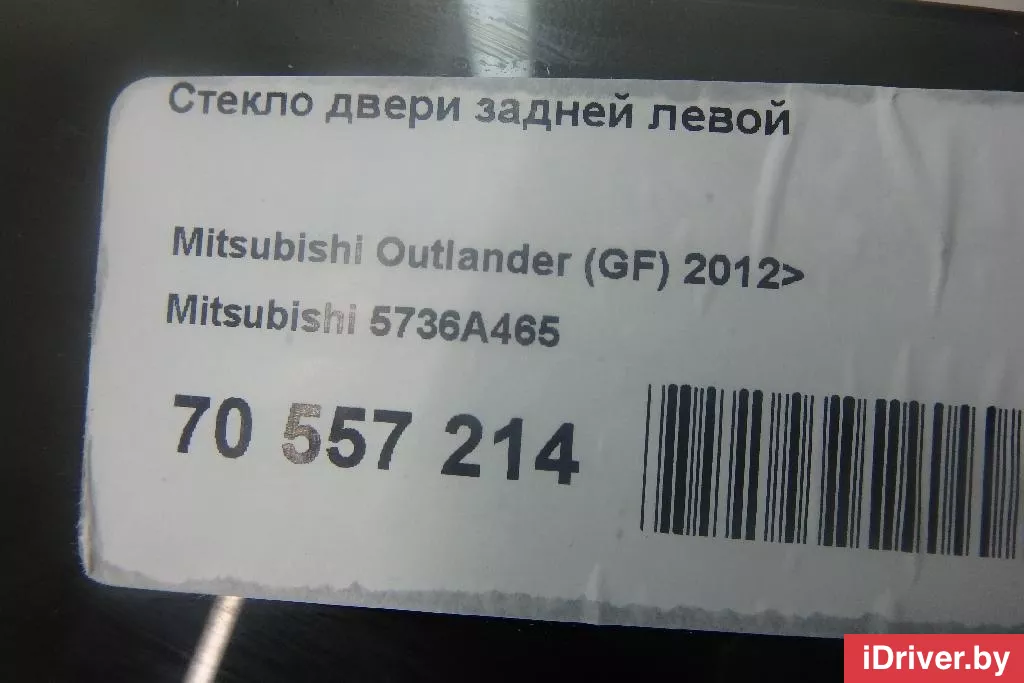 Стекло двери задней левой
Mitsubishi Outlander (GF) 2012>
Mitsubishi 5736A465
70 557 214
iDriver.by